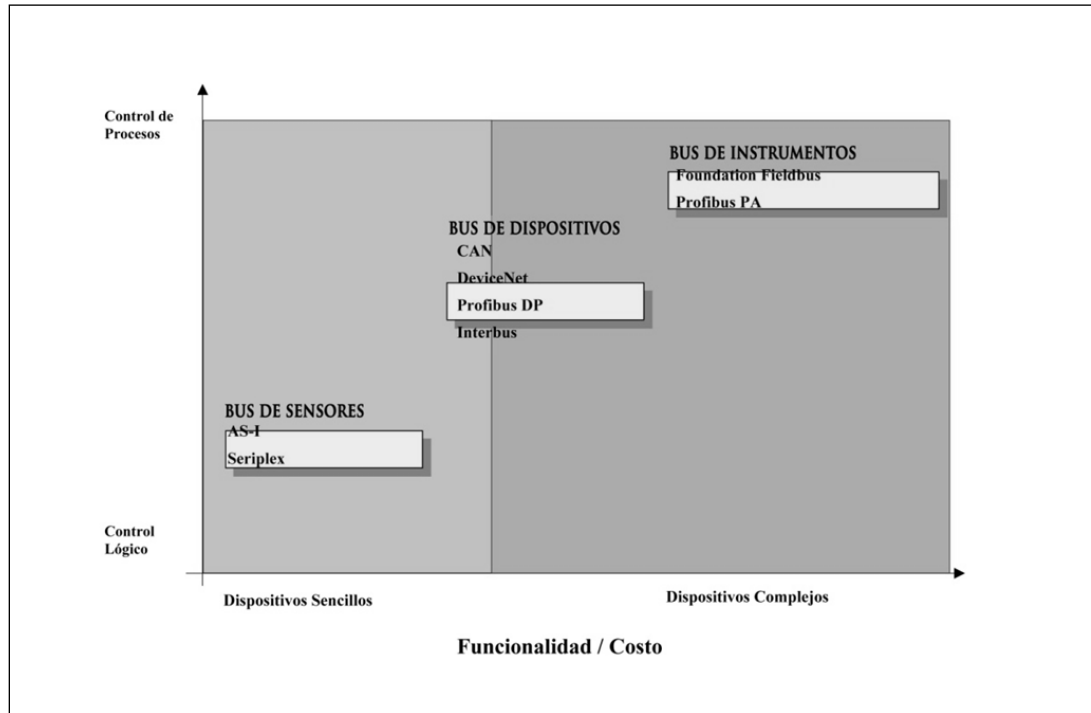 Control de
Procesos
BUS DE INSTRUMENTOS
Foundation Fieldbus
Profibus PA
BUS DE DISPOSITIVOS
CAN
DeviceNet
Profibus DP
Interbus
BUS DE SENSORES
AS-I
Seriplex
Control
Lógico
Dispositivos Sencillos
Dispositivos Complejos
Funcionalidad / Costo